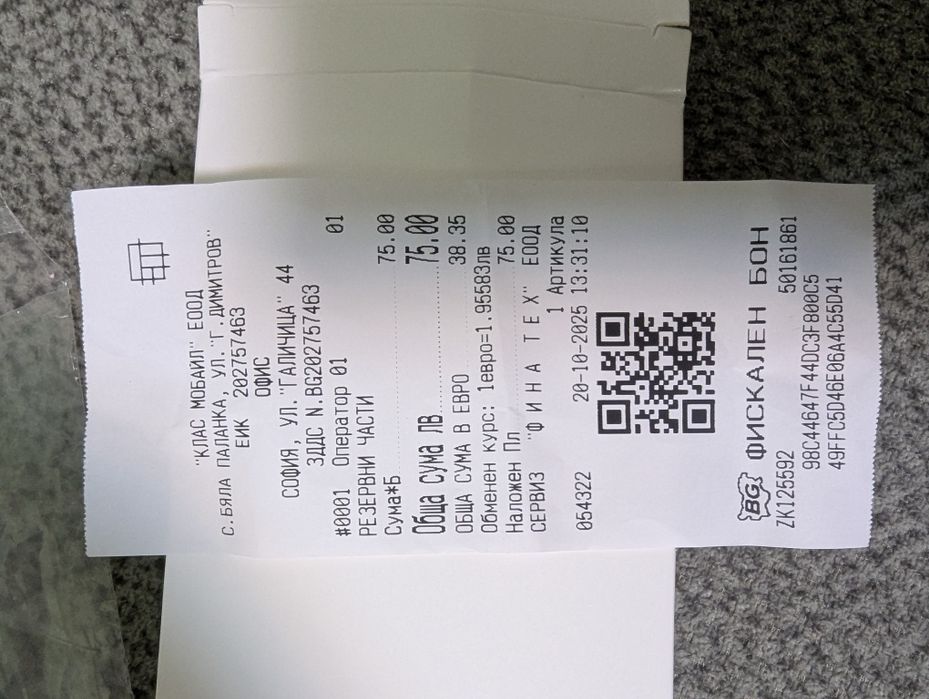 "КЛАС МОБАИЛ" ЕООД
С.БЯЛА ПАЛАНКА, УЛ. "Г.ДИМИТРОВ"
ЕИК 202757463
ОФИС
СОФИЯ, УЛ. "ГАЛИЧИЦА" 44
ЗДДС N.BG202757463
#0001 Оператор 01 01
РЕЗЕРВНИ ЧАСТИ
Сума*Б 75.00
Обща сума ЛВ 75.00
ОБЩА СУМА В ЕВРО 38.35
Обменен курс: 1евро=1.95583лв
Наложен Пл 75.00
СЕРВИЗ "Ф И Н А Т Е Х" ЕООД
1 Артикула
054322 20-10-2025 13:31:10
BG ФИСКАЛЕН БОН
ZK125592 50161861
98C44647F44DC3F800C5
49FFC5D46E06A4C55D41